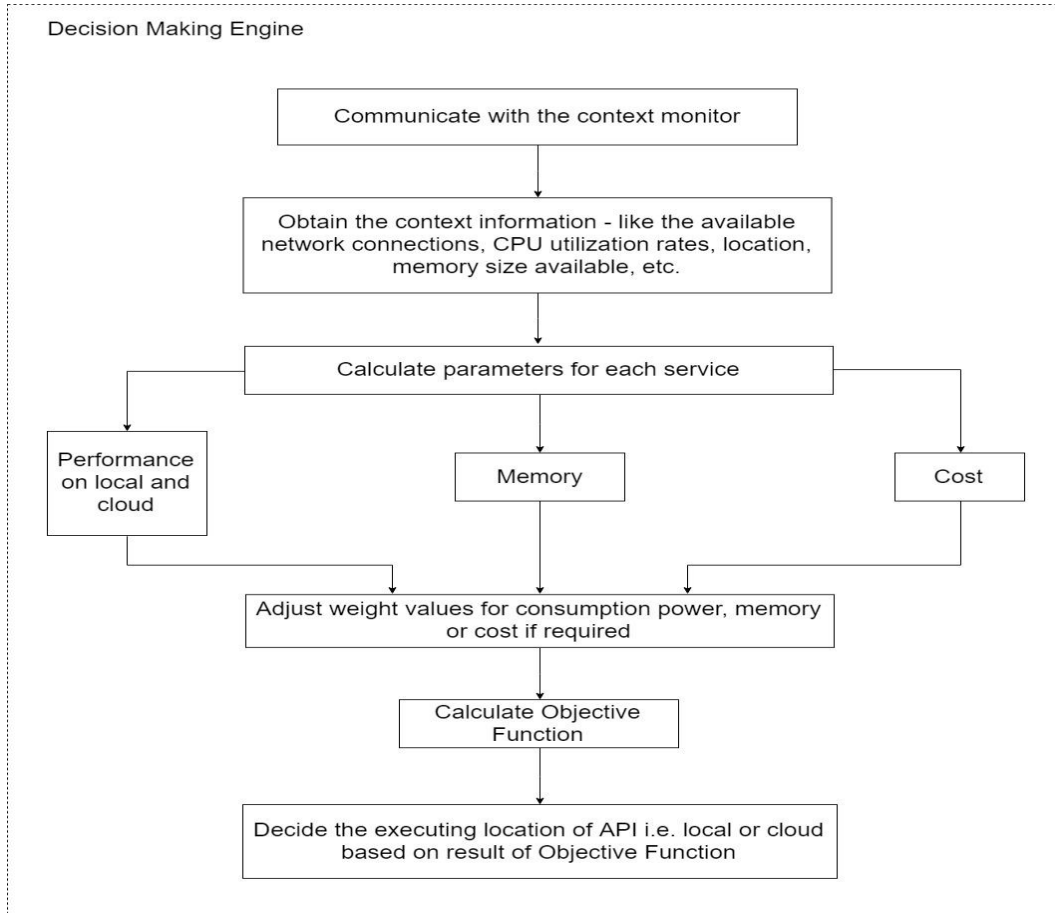 Decision Making Engine
Communicate with the context monitor
Obtain the context information - like the available
network connections, CPU utilization rates, location,
memory size available, etc.
Calculate parameters for each service
Performance
on local and
cloud
Memory
Cost
Adjust weight values for consumption power, memory
or cost if required
Calculate Objective
Function
Decide the executing location of API i.e. local or cloud
based on result of Objective Function